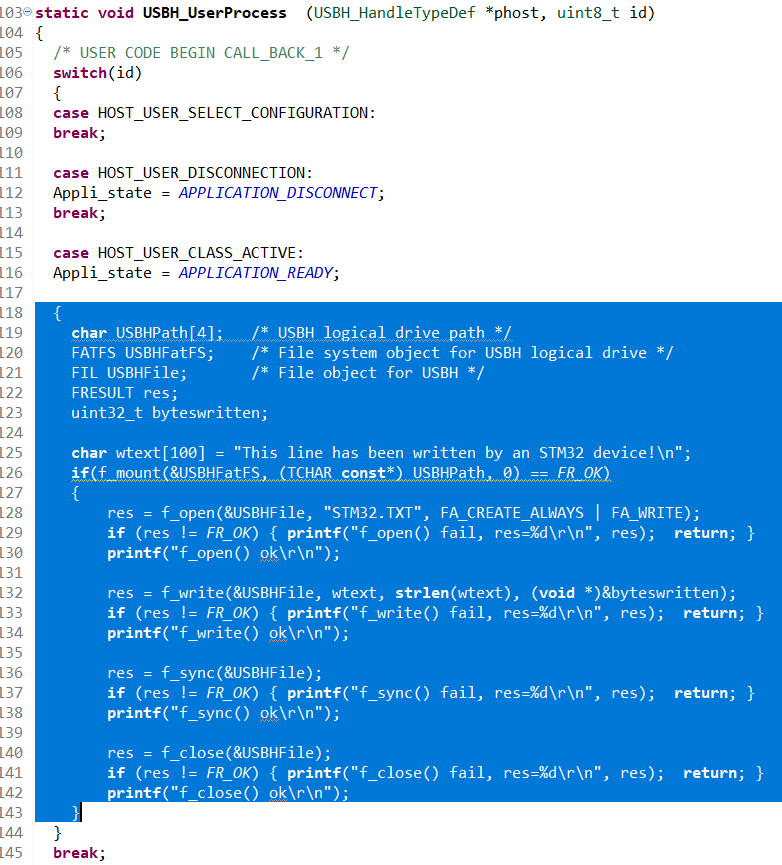 103 static void USBH_UserProcess  (USBH_HandleTypeDef *phost, uint8_t id)
104 {
105   /* USER CODE BEGIN CALL_BACK_1 */
106   switch(id)
107   {
108   case HOST_USER_SELECT_CONFIGURATION:
109   break;
110
111   case HOST_USER_DISCONNECTION:
112   Appli_state = APPLICATION_DISCONNECT;
113   break;
114
115   case HOST_USER_CLASS_ACTIVE:
116   Appli_state = APPLICATION_READY;
117
118   {
119     char USBHPath[4];   /* USBH logical drive path */
120     FATFS USBHFatFS;    /* File system object for USBH logical drive */
121     FIL USBHFile;       /* File object for USBH */
122     FRESULT res;
123     uint32_t byteswritten;
124
125     char wtext[100] = "This line has been written by an STM32 device!\n";
126     if(f_mount(&USBHFatFS, (TCHAR const*) USBHPath, 0) == FR_OK)
127     {
128         res = f_open(&USBHFile, "STM32.TXT", FA_CREATE_ALWAYS | FA_WRITE);
129         if (res != FR_OK) { printf("f_open() fail, res=%d\r\n", res);  return; }
130         printf("f_open() ok\r\n");
131
132         res = f_write(&USBHFile, wtext, strlen(wtext), (void *)&byteswritten);
133         if (res != FR_OK) { printf("f_write() fail, res=%d\r\n", res);  return; }
134         printf("f_write() ok\r\n");
135
136         res = f_sync(&USBHFile);
137         if (res != FR_OK) { printf("f_sync() fail, res=%d\r\n", res);  return; }
138         printf("f_sync() ok\r\n");
139
140         res = f_close(&USBHFile);
141         if (res != FR_OK) { printf("f_close() fail, res=%d\r\n", res);  return; }
142         printf("f_close() ok\r\n");
143     }
144   }
145   break;